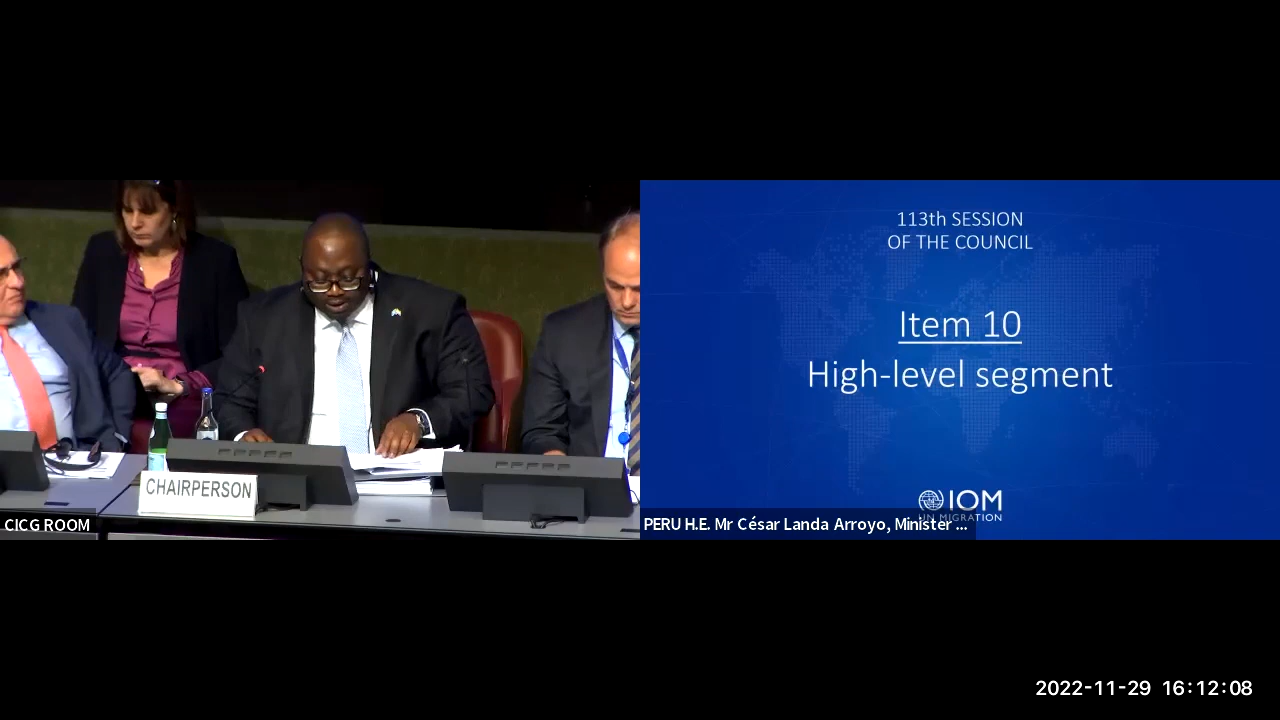 CHAIRPERSON
CICG ROOM
113th SESSION
OF THE COUNCIL
Item 10
High-level segment
IOM
UN MIGRATION
PERU H.E. Mr César Landa Arroyo, Minister ...
2022-11-29 16:12:08